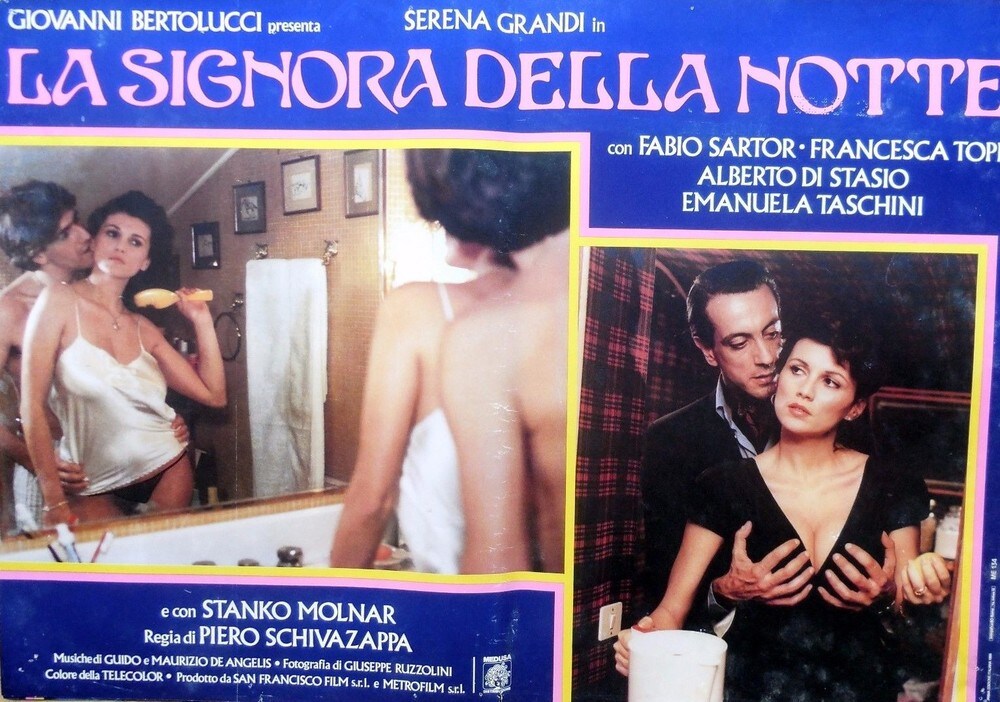 GIOVANNI BERTOLUCCI presenta
SERENA GRANDI in
LA SIGNORA DELLA NOTTE
con FABIO SARTOR • FRANCESCA TOP
ALBERTO DI STASIO
EMANUELA TASCHINI
e con STANKO MOLNAR
Regia di PIERO SCHIVAZAPPA
Musiche di GUIDO e MAURIZIO DE ANGELIS • Fotografia di GIUSEPPE RUZZOLINI
Colore della TELECOLOR • Prodotto da SAN FRANCISCO FILM s.r.l. e METROFILM s.r.l.
MEDUSA